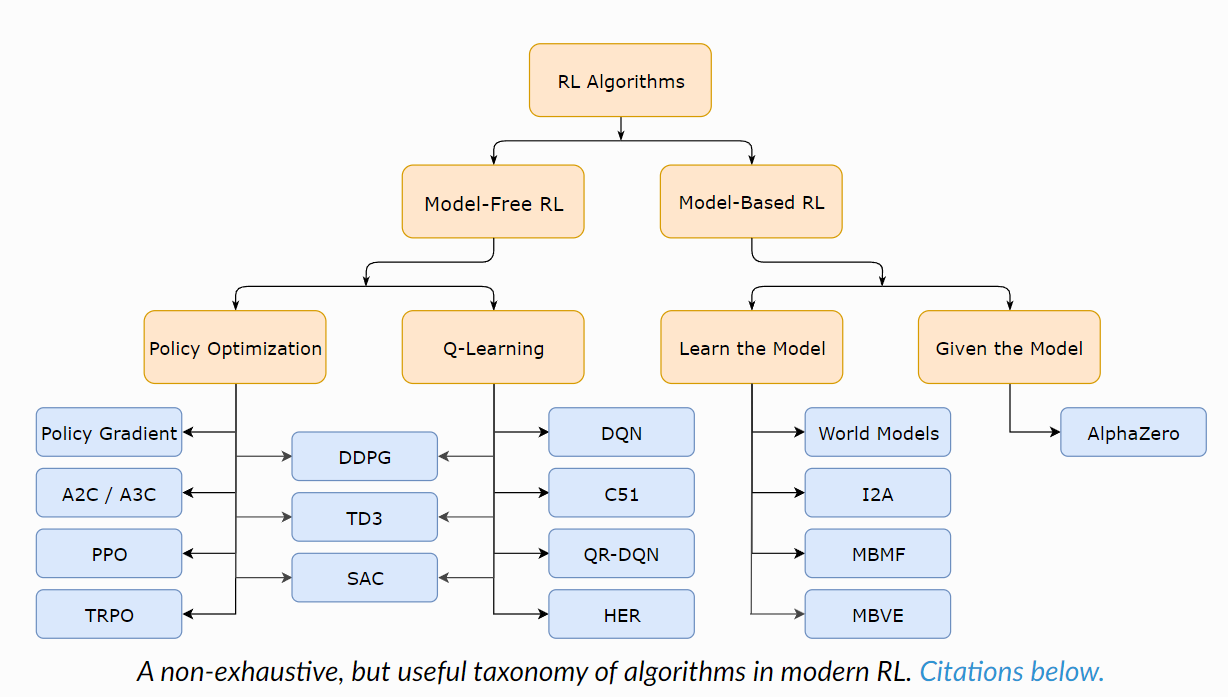 RL Algorithms
Model-Free RL
Model-Based RL
Policy Optimization
Q-Learning
Learn the Model
Given the Model
Policy Gradient
A2C / A3C
PPO
TRPO
DDPG
TD3
SAC
DQN
C51
QR-DQN
HER
World Models
I2A
MBMF
MBVE
AlphaZero
A non-exhaustive, but useful taxonomy of algorithms in modern RL. Citations below.